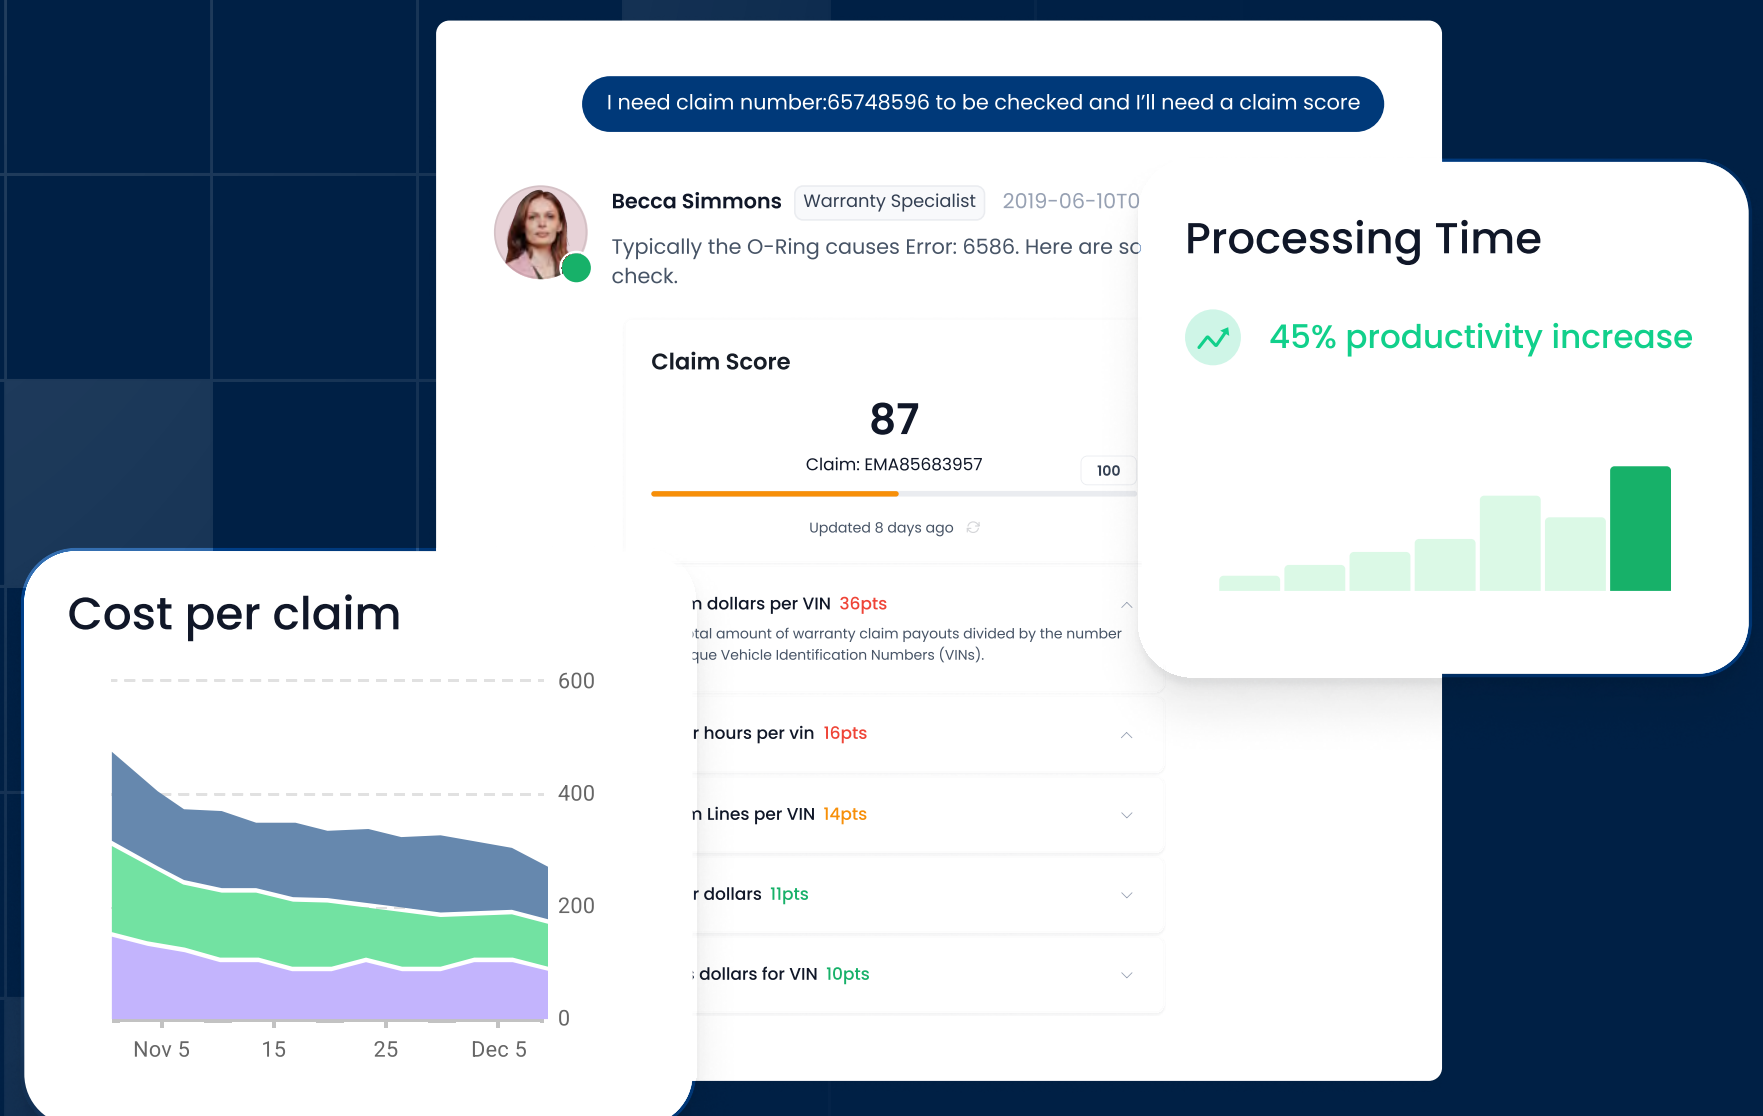 I need claim number:65748596 to be checked and I'll need a claim score
Becca Simmons Warranty Specialist 2019-06-10T0
Typically the O-Ring causes Error: 6586. Here are
check.
Claim Score
87
Claim: EMA85683957
100
Updated 8 days ago
dollars per VIN 36pts
amount of warranty claim payouts divided by the number
Vehicle Identification Numbers (VINs).
hours per vin 16pts
Lines per VIN 14pts
dollars 11pts
dollars for VIN 10pts
Processing Time
45% productivity increase
Cost per claim
600
400
200
0
Nov 5 15 25 Dec 5